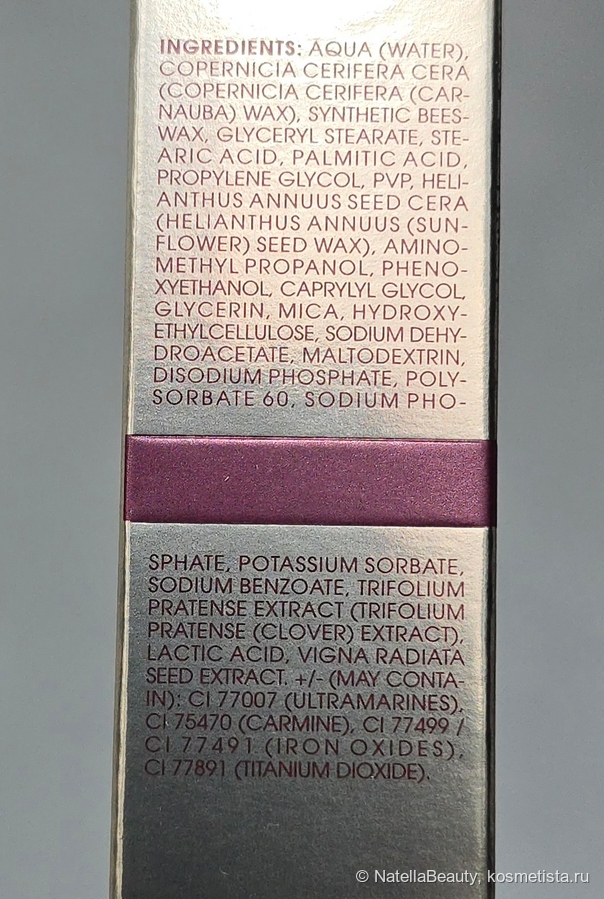 INGREDIENTS: AQUA (WATER),
COPERNICIA CERIFERA CERA
(COPERNICIA CERIFERA (CAR-
NAUBA) WAX), SYNTHETIC BEES-
WAX, GLYCERYL STEARATE, STE-
ARIC ACID, PALMITIC ACID,
PROPYLENE GLYCOL, PVP, HELI-
ANTHUS ANNUUS SEED CERA
(HELIANTHUS ANNUUS (SUN-
FLOWER) SEED WAX), AMINO-
METHYL PROPANOL, PHENO-
XYETHANOL, CAPRYLYL GLYCOL,
GLYCERIN, MICA, HYDROXY-
ETHYLCELLULOSE, SODIUM DEHY-
DROACETATE, MALTODEXTRIN,
DISODIUM PHOSPHATE, POLY-
SORBATE 60, SODIUM PHO-
SPHATE, POTASSIUM SORBATE,
SODIUM BENZOATE, TRIFOLIUM
PRATENSE EXTRACT (TRIFOLIUM
PRATENSE (CLOVER) EXTRACT),
LACTIC ACID, VIGNA RADIATA
SEED EXTRACT. +/- (MAY CONTA-
IN): CI 77007 (ULTRAMARINES),
CI 75470 (CARMINE), CI 77499 /
CI 77491 (IRON OXIDES),
CI 77891 (TITANIUM DIOXIDE).
© NatellaBeauty, kosmetista.ru